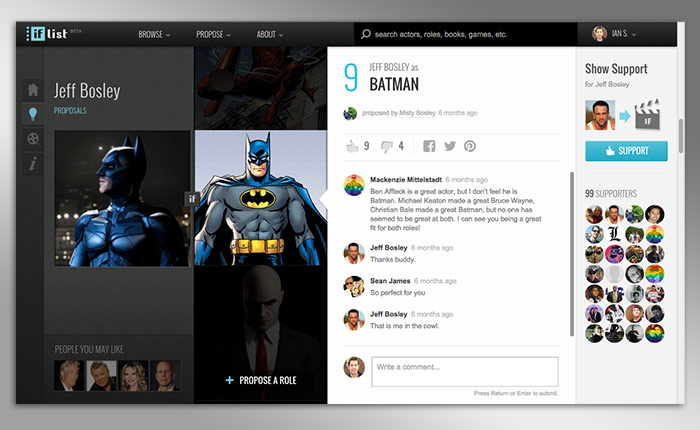 if list BETA
BROWSE
PROPOSE
ABOUT
search actors, roles, books, games, etc.
IAN S.
Jeff Bosley
PROPOSALS
if
PEOPLE YOU MAY LIKE
+ PROPOSE A ROLE
9
JEFF BOSLEY as
BATMAN
proposed by Misty Bosley 6 months ago
9
4
Mackenzie Mittelstadt 6 months ago
Ben Affleck is a great actor, but I don't feel he is
Batman. Michael Keaton made a great Bruce Wayne,
Christian Bale made a great Batman, but no one has
seemed to be great at both. I can see you being a great
fit for both roles!
Jeff Bosley 6 months ago
Thanks buddy.
Sean James 6 months ago
So perfect for you
Jeff Bosley 6 months ago
That is me in the cowl.
Write a comment...
Press Return or Enter to submit.
Show Support
for Jeff Bosley
IF
SUPPORT
99 SUPPORTERS
L